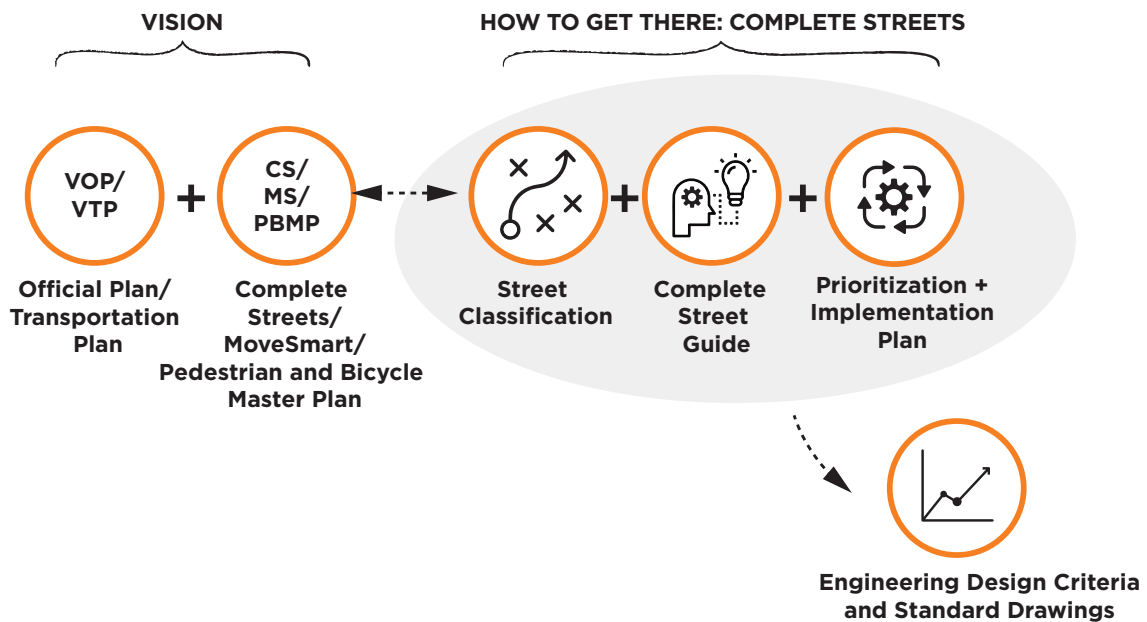 VISION
HOW TO GET THERE: COMPLETE STREETS
VOP/
VTP
+
CS/
MS/
PBMP
+
+
Official Plan/
Transportation
Plan
Complete
Streets/
MoveSmart/
Pedestrian and Bicycle
Master Plan
Street
Classification
Complete
Street
Guide
Prioritization +
Implementation
Plan
Engineering Design Criteria
and Standard Drawings